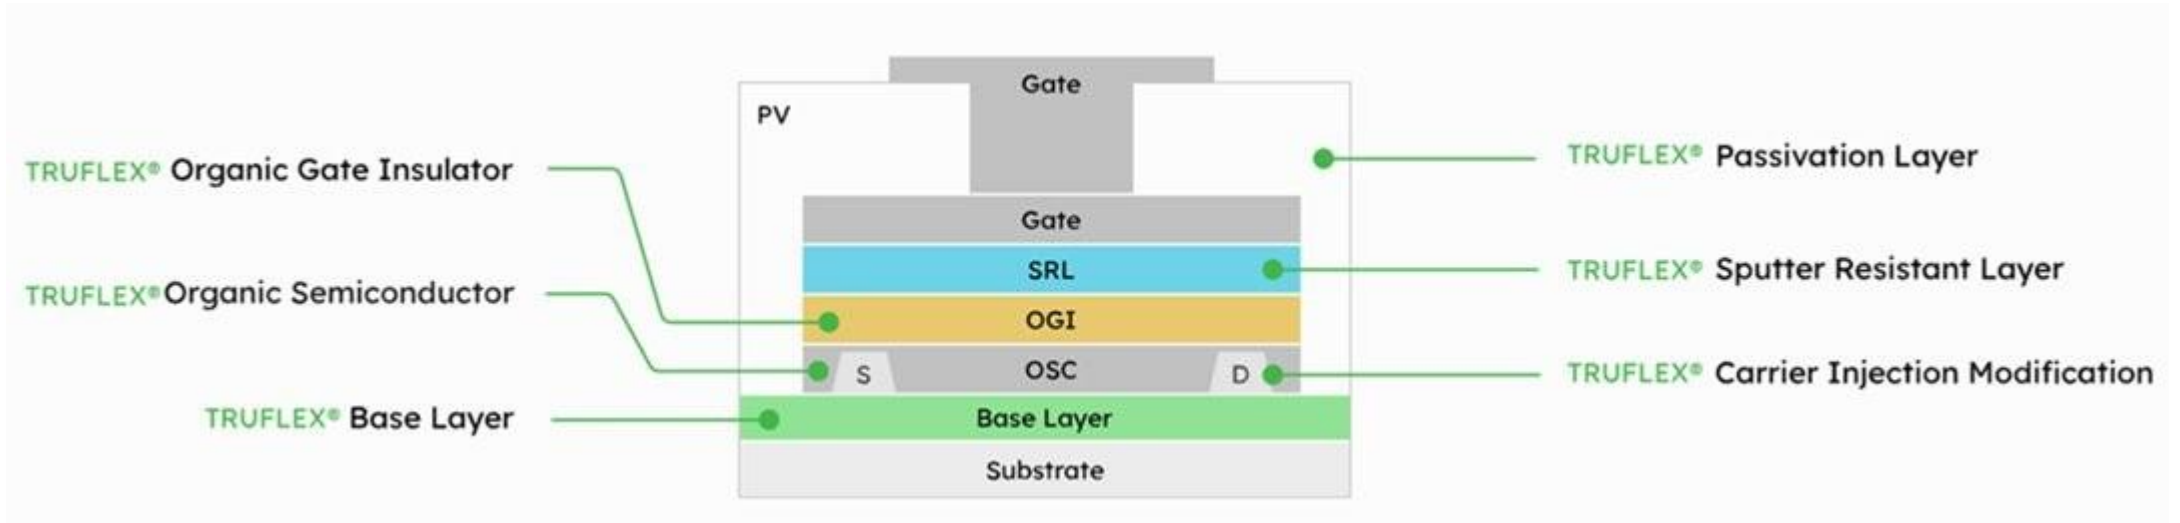 Gate
PV
TRUFLEX® Organic Gate Insulator
TRUFLEX® Passivation Layer
Gate
SRL
TRUFLEX® Sputter Resistant Layer
OGI
TRUFLEX® Organic Semiconductor
S
OSC
D
TRUFLEX® Carrier Injection Modification
TRUFLEX® Base Layer
Base Layer
Substrate